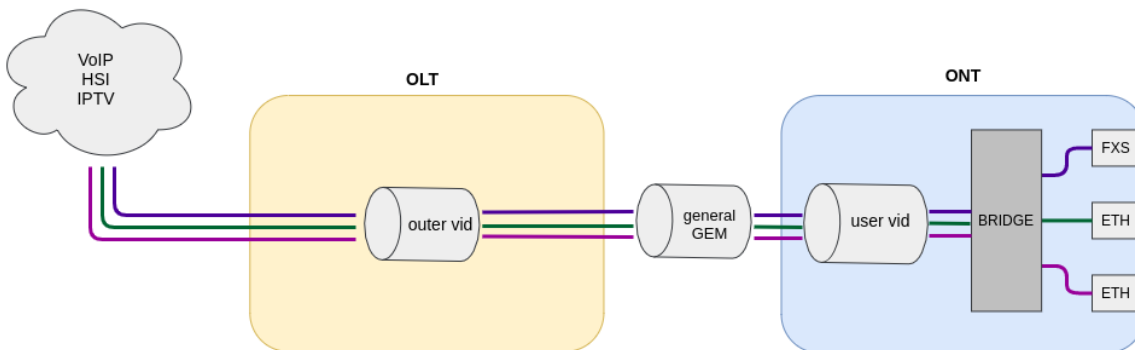 VoIP
HSI
IPTV
OLT
ONT
outer vid
general
GEM
user vid
BRIDGE
FXS
ETH
ETH